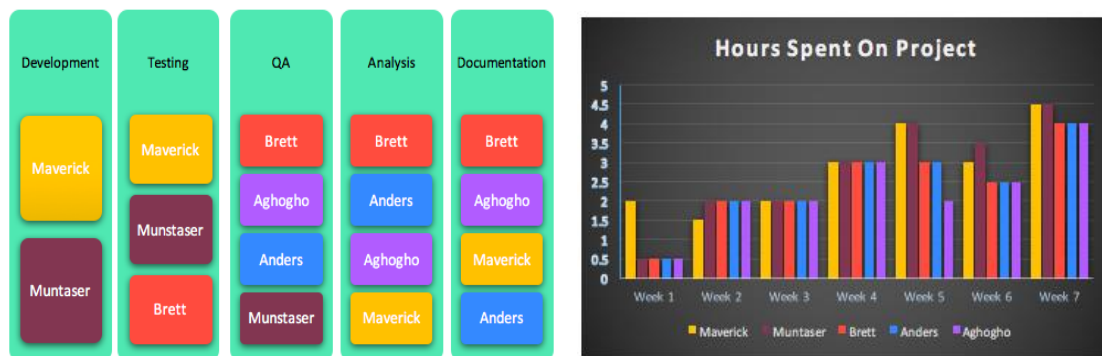 Development
Maverick
Muntaser
Testing
Maverick
Munstaser
Brett
QA
Brett
Aghogho
Anders
Munstaser
Analysis
Brett
Anders
Aghogho
Maverick
Documentation
Brett
Aghogho
Maverick
Anders
Hours Spent On Project
5
4.5
4
3.5
3
2.5
2
1.5
1
0.5
0
Week 1 Week 2 Week 3 Week 4 Week 5 Week 6 Week 7
Maverick Muntaser Brett Anders Aghogho